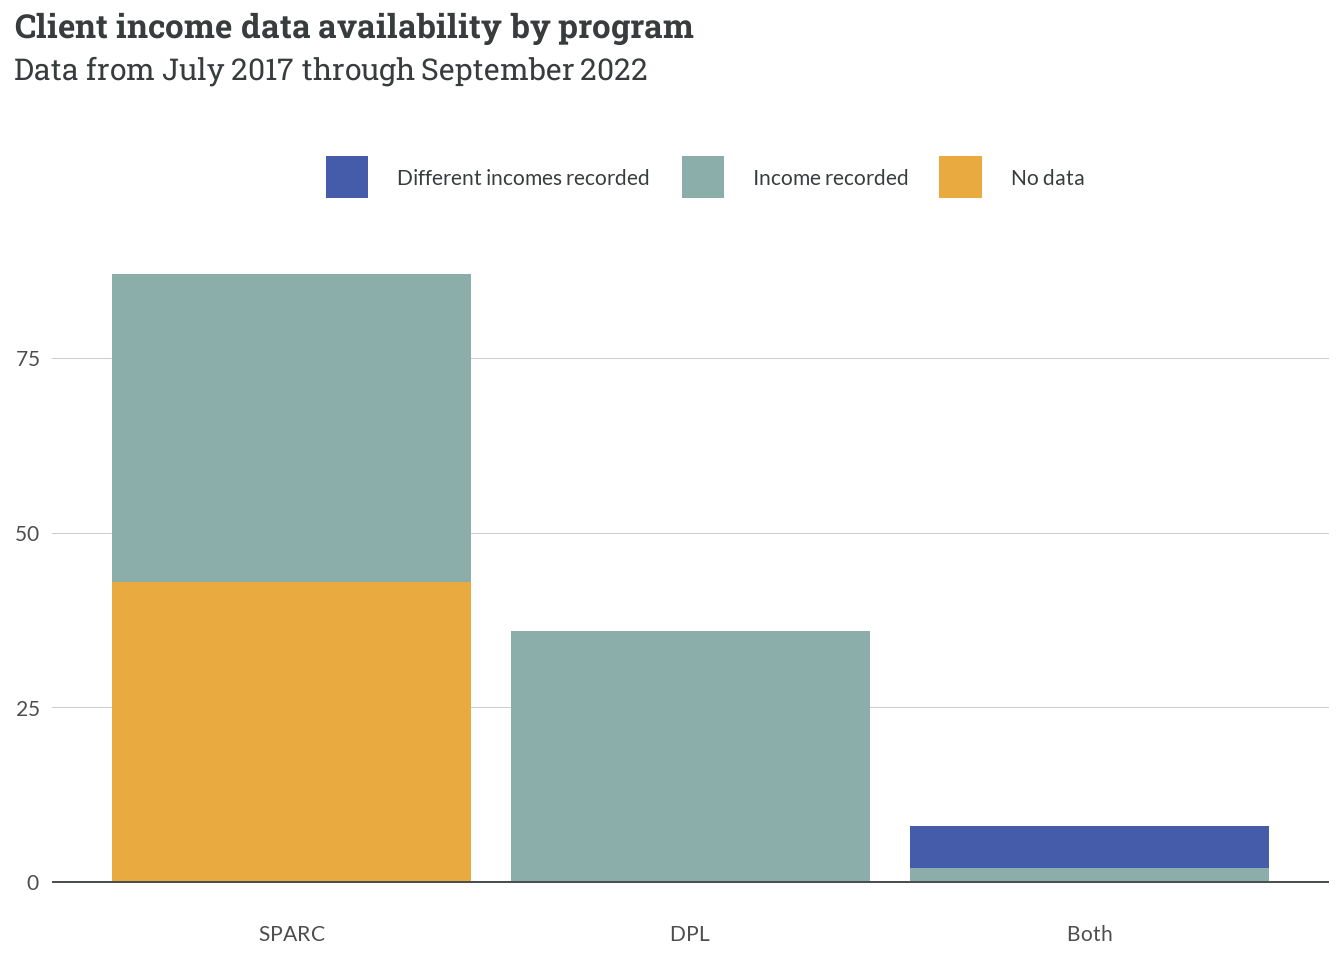 Client income data availability by program
Data from July 2017 through September 2022
Different incomes recorded
Income recorded
No data
75
50
25
0
SPARC
DPL
Both